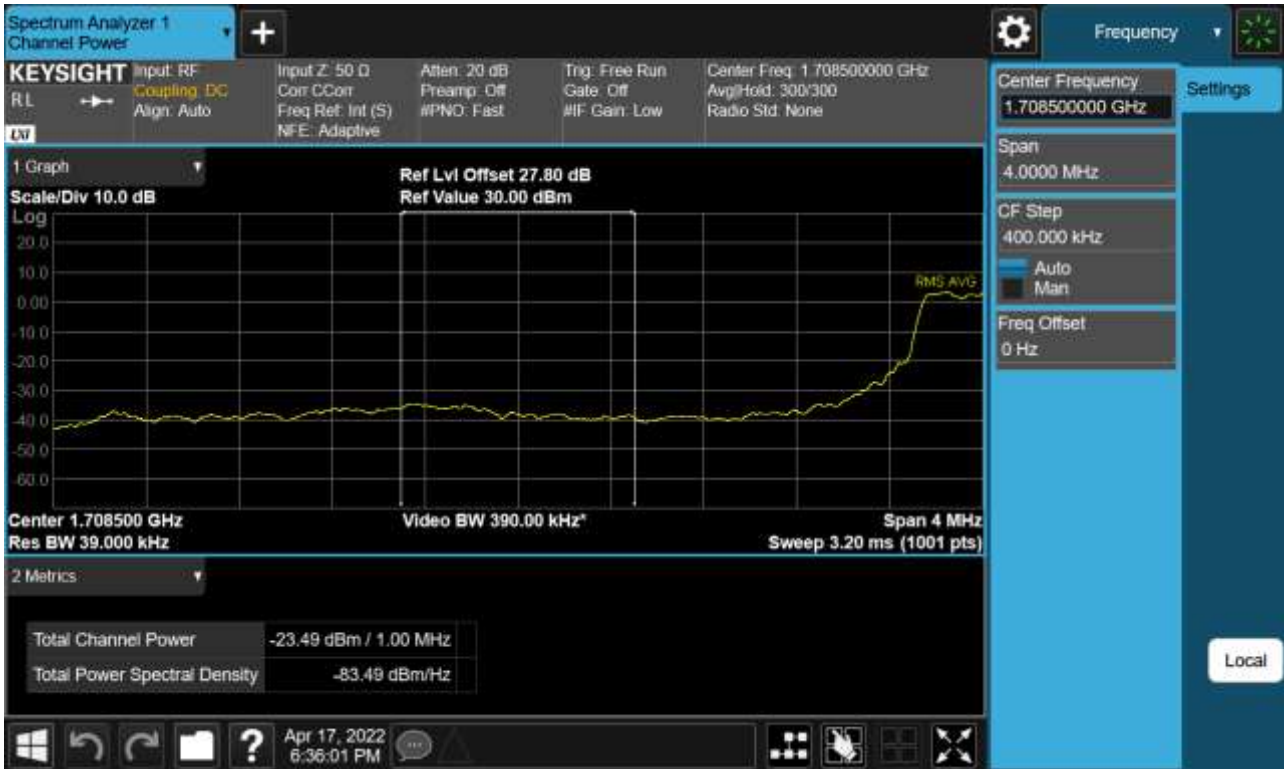 Spectrum Analyzer 1
Channel Power
+
Frequency
KEYSIGHT
RL
LXI
Input: RF
Coupling: DC
Align: Auto
Input Z: 50 Ω
Corr CCorr
Freq Ref: Int (S)
NFE: Adaptive
Atten: 20 dB
Preamp: Off
#PNO: Fast
Trig: Free Run
Gate: Off
#IF Gain: Low
Center Freq: 1.708500000 GHz
Avg|Hold: 300/300
Radio Std: None
Center Frequency
1.708500000 GHz
Settings
Span
4.0000 MHz
CF Step
400.000 kHz
Auto
Man
Freq Offset
0 Hz
1 Graph
Scale/Div 10.0 dB
Ref Lvl Offset 27.80 dB
Ref Value 30.00 dBm
Log
20.0
10.0
0.00
-10.0
-20.0
-30.0
-40.0
-50.0
-60.0
RMS AVG
Center 1.708500 GHz
Video BW 390.00 kHz*
Span 4 MHz
Res BW 39.000 kHz
Sweep 3.20 ms (1001 pts)
2 Metrics
Total Channel Power -23.49 dBm / 1.00 MHz
Total Power Spectral Density -83.49 dBm/Hz
Local
?
Apr 17, 2022
6:36:01 PM